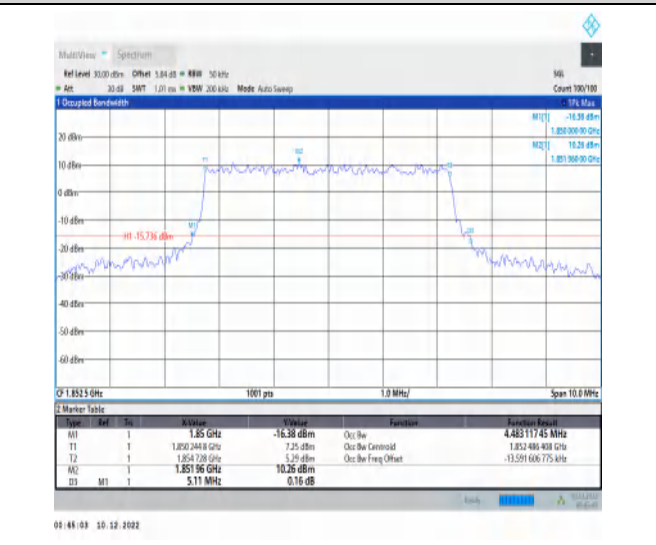 MultiView Spectrum
Ref Level 30.00 dBm Offset 5.84 dB RBW 50 kHz SGL
Att 30 dB SWT 1.01 ms VBW 200 kHz Mode Auto Sweep Count 100/100
1 Occupied Bandwidth 1Pk Max
M1[1] -16.38 dBm
1.850 000 00 GHz
M2[1] 10.26 dBm
1.851 960 00 GHz
20 dBm
T1 M2 T2
10 dBm
0 dBm
-10 dBm
M1 D3
H1 -15.736 dBm
-20 dBm
-30 dBm
-40 dBm
-50 dBm
-60 dBm
CF 1.852 5 GHz 1001 pts 1.0 MHz/ Span 10.0 MHz
2 Marker Table
Type Ref Trc X-Value Y-Value Function Function Result
M1 1 1.85 GHz -16.38 dBm Occ Bw 4.483 117 45 MHz
T1 1 1.850 244 8 GHz 7.25 dBm Occ Bw Centroid 1.852 486 408 GHz
T2 1 1.854 728 GHz 5.29 dBm Occ Bw Freq Offset -13.591 606 775 kHz
M2 1 1.851 96 GHz 10.26 dBm
D3 M1 1 5.11 MHz 0.16 dB
Ready
00:45:03 10.12.2022